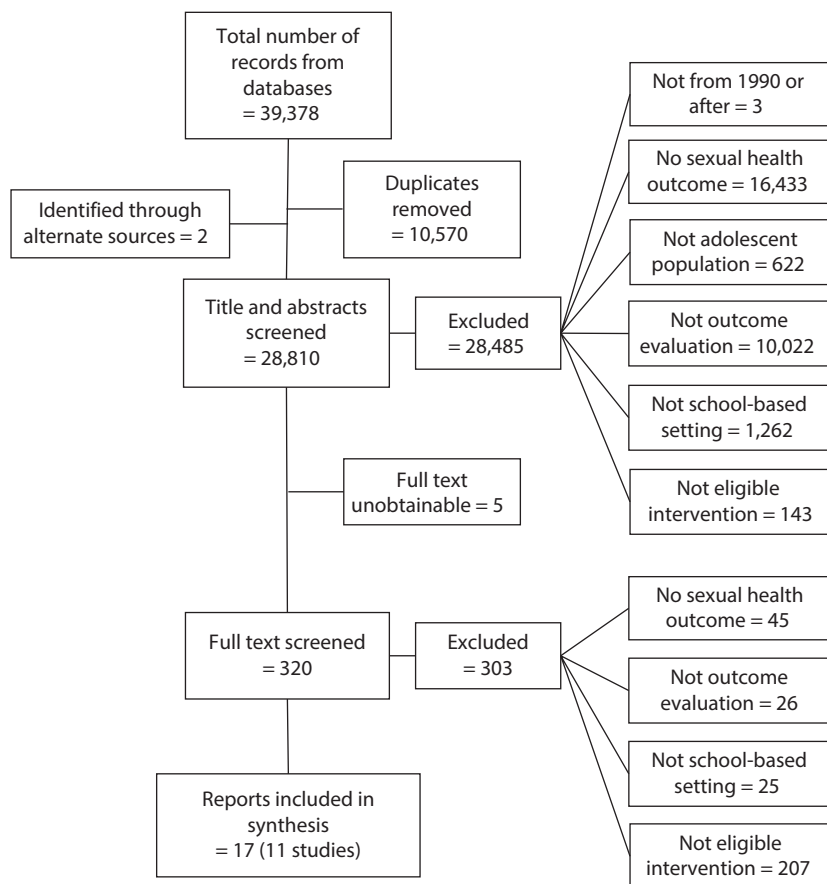 Total number of
records from
databases
= 39,378
Identified through
alternate sources = 2
Duplicates
removed
= 10,570
Title and abstracts
screened
= 28,810
Excluded
= 28,485
Not from 1990 or
after = 3
No sexual health
outcome = 16,433
Not adolescent
population = 622
Not outcome
evaluation = 10,022
Not school-based
setting = 1,262
Not eligible
intervention = 143
Full text
unobtainable = 5
Full text screened
= 320
Excluded
= 303
No sexual health
outcome = 45
Not outcome
evaluation = 26
Not school-based
setting = 25
Not eligible
intervention = 207
Reports included in
synthesis
= 17 (11 studies)